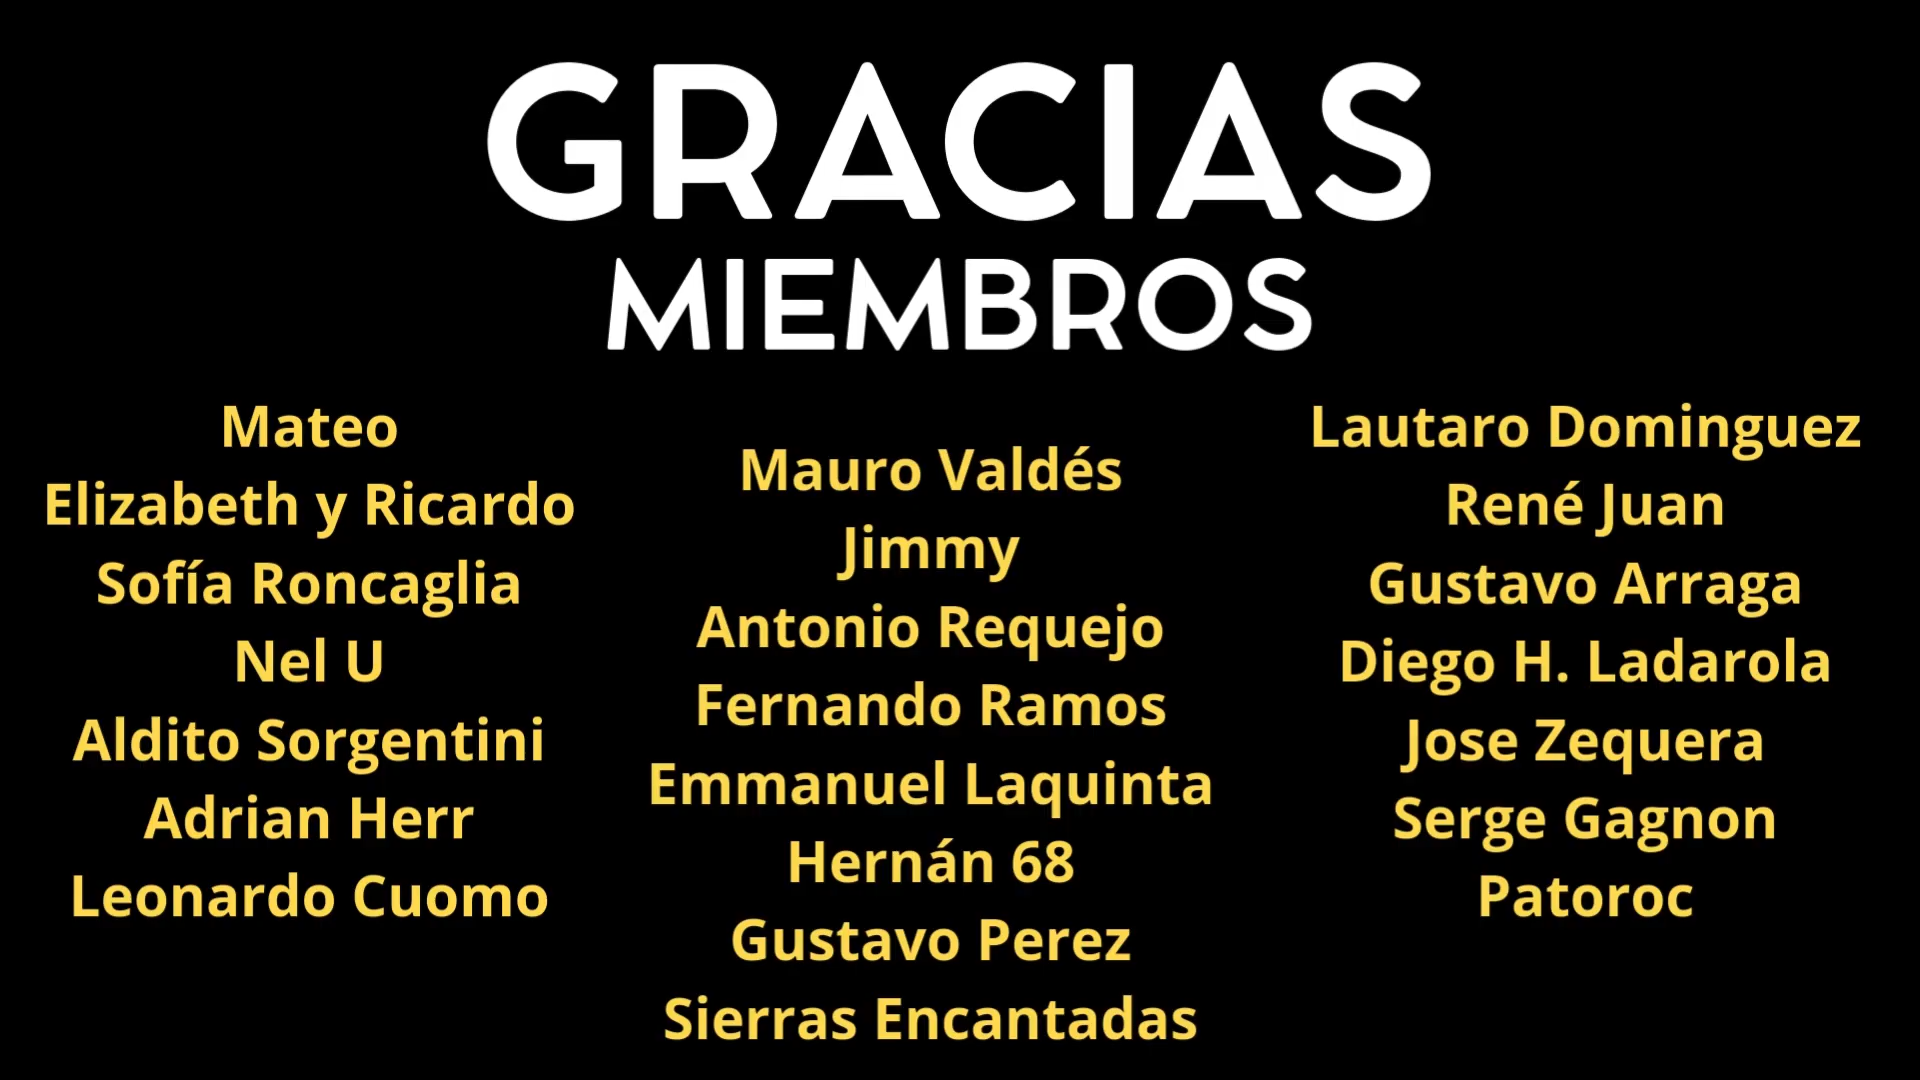 GRACIAS
MIEMBROS
Mateo
Elizabeth y Ricardo
Sofía Roncaglia
Nel U
Aldito Sorgentini
Adrian Herr
Leonardo Cuomo
Mauro Valdés
Jimmy
Antonio Requejo
Fernando Ramos
Emmanuel Laquinta
Hernán 68
Gustavo Perez
Sierras Encantadas
Lautaro Dominguez
René Juan
Gustavo Arraga
Diego H. Ladarola
Jose Zequera
Serge Gagnon
Patoroc